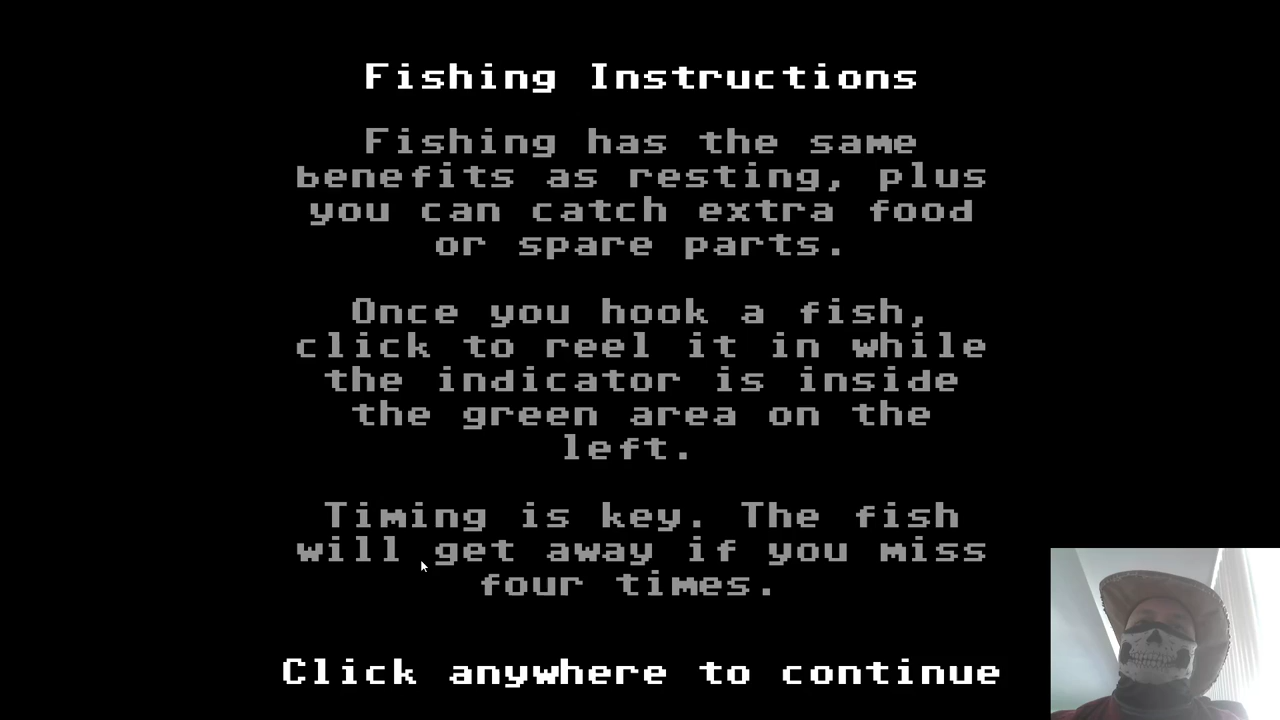 Fishing Instructions
Fishing has the same
benefits as resting, plus
you can catch extra food
or spare parts.
Once you hook a fish,
click to reel it in while
the indicator is inside
the green area on the
left.
Timing is key. The fish
will get away if you miss
four times.
Click anywhere to continue